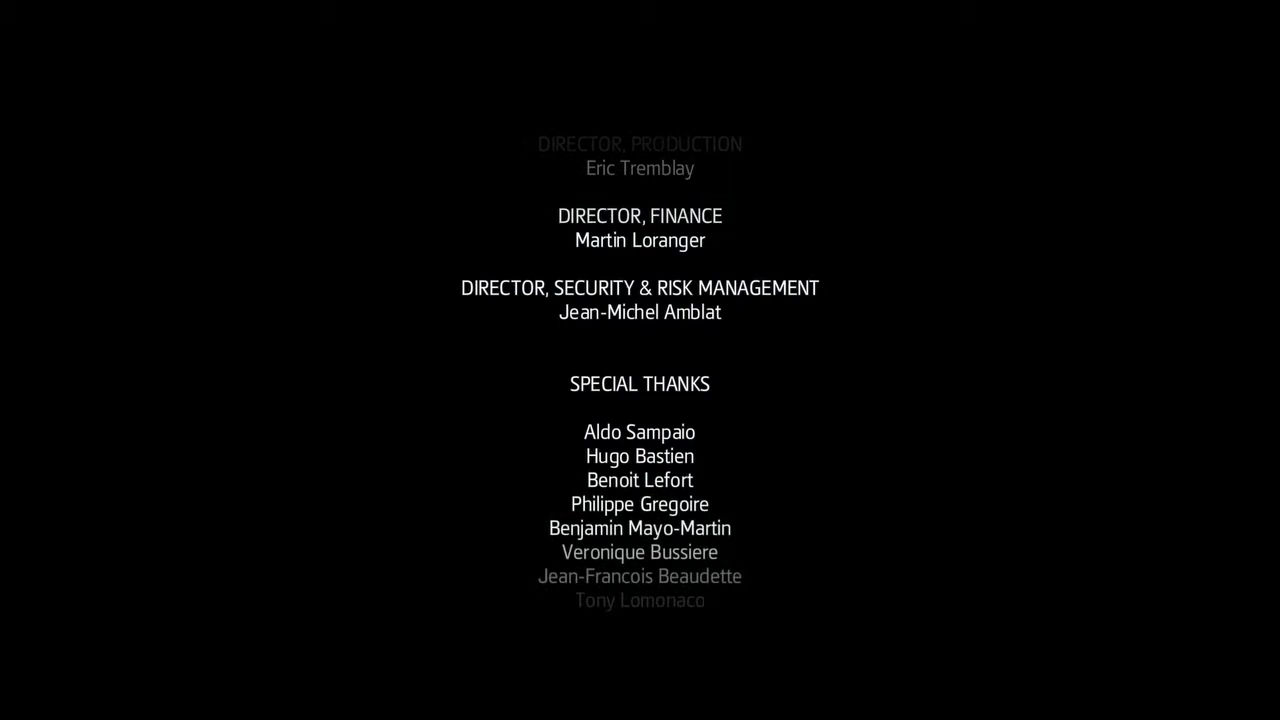 DIRECTOR, PRODUCTION
Eric Tremblay
DIRECTOR, FINANCE
Martin Loranger
DIRECTOR, SECURITY & RISK MANAGEMENT
Jean-Michel Amblat
SPECIAL THANKS
Aldo Sampaio
Hugo Bastien
Benoit Lefort
Philippe Gregoire
Benjamin Mayo-Martin
Veronique Bussiere
Jean-Francois Beaudette
Tony Lomonaco